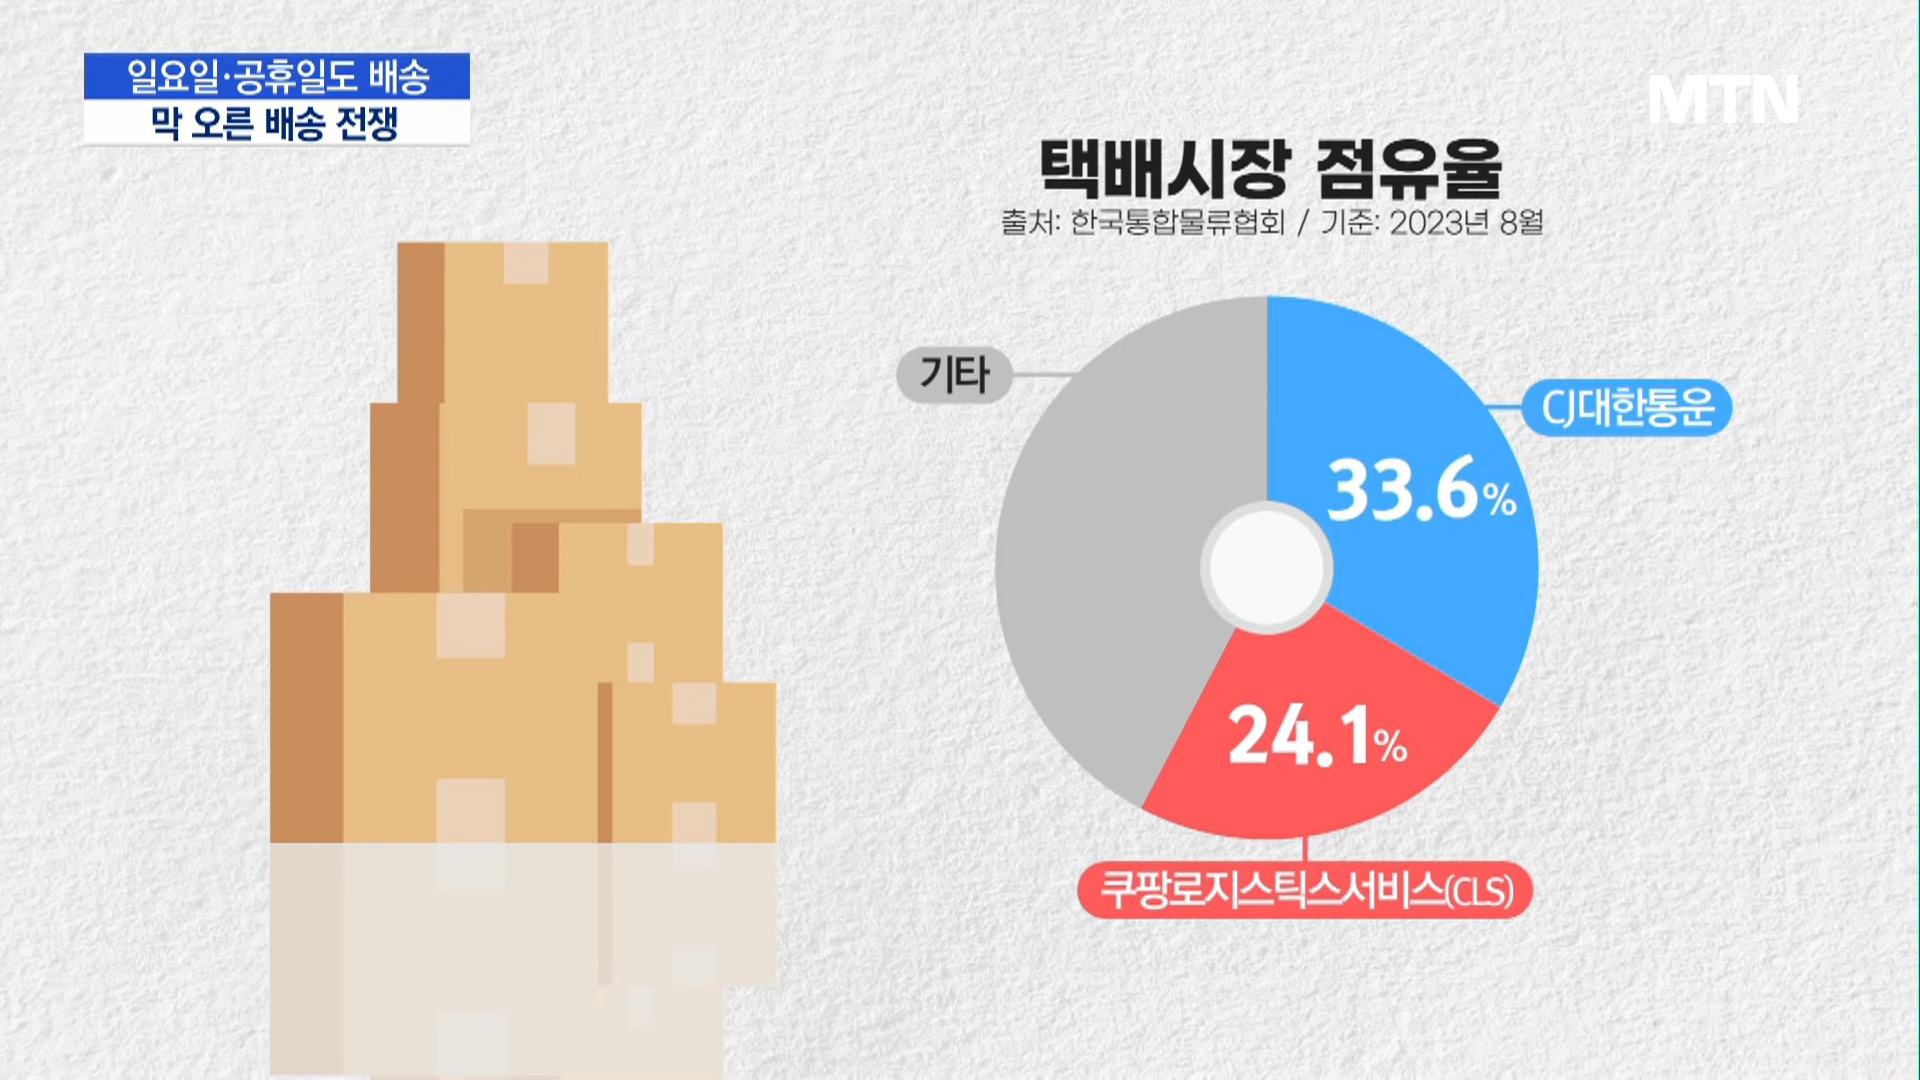 일요일·공휴일도 배송
막 오른 배송 전쟁
MTN
택배시장 점유율
출처: 한국통합물류협회 / 기준: 2023년 8월
기타
CJ대한통운
33.6%
24.1%
쿠팡로지스틱스서비스(CLS)